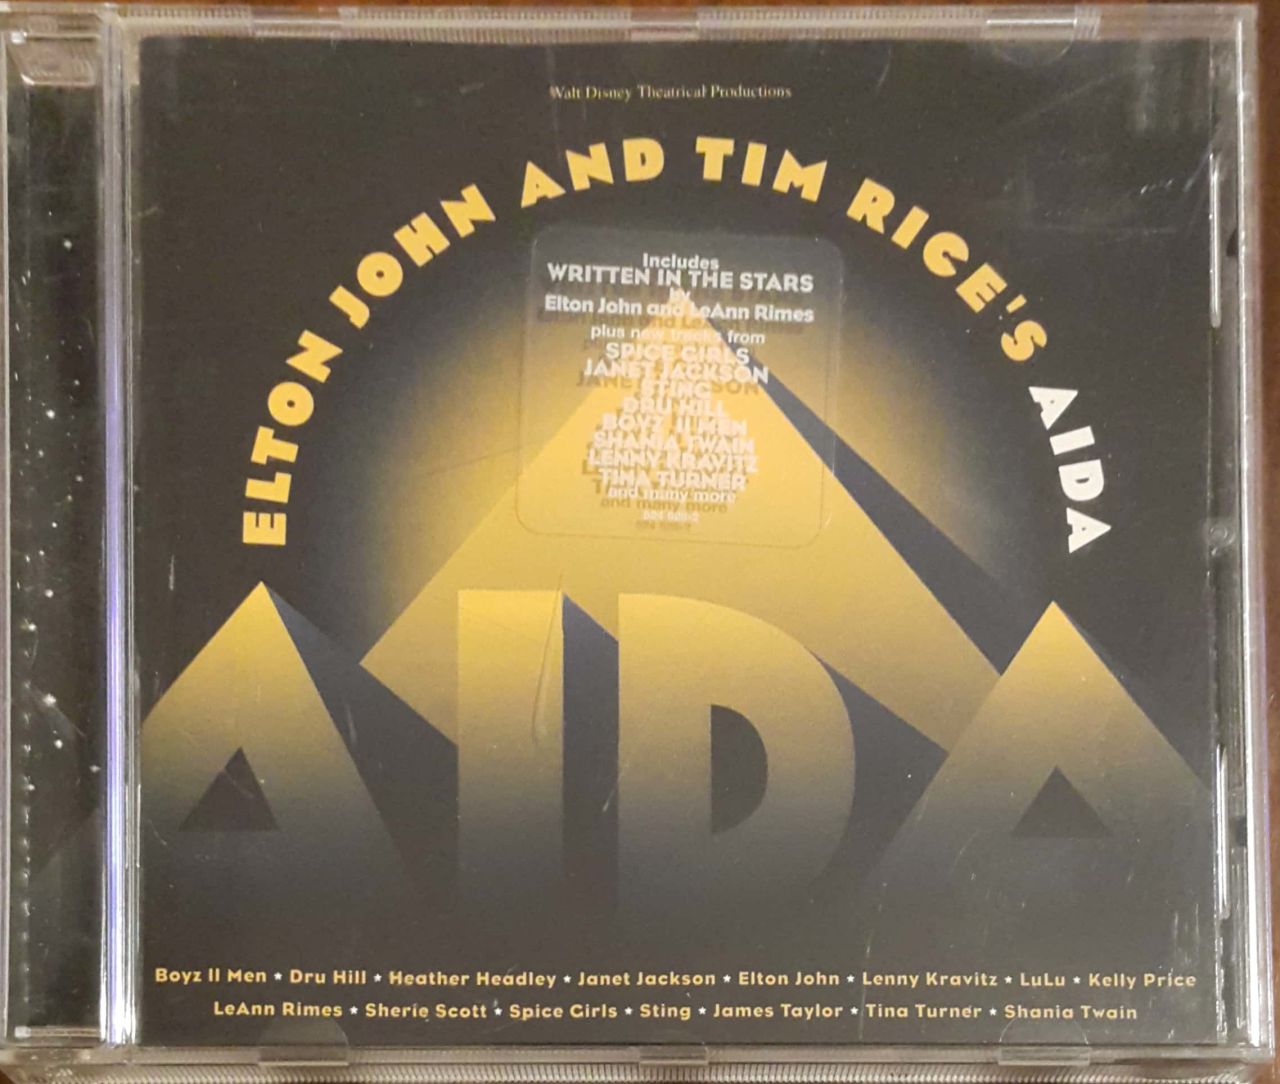 Walt Disney Theatrical Productions
ELTON JOHN AND TIM RICE'S AIDA
Includes
WRITTEN IN THE STARS
by
Elton John and LeAnn Rimes
plus new tracks from
SPICE GIRLS
JANET JACKSON
STING
DRU HILL
BOYZ II MEN
SHANIA TWAIN
LENNY KRAVITZ
TINA TURNER
and many more
AIDA
Boyz II Men * Dru Hill * Heather Headley * Janet Jackson * Elton John * Lenny Kravitz * LuLu * Kelly Price
LeAnn Rimes * Sherie Scott * Spice Girls * Sting * James Taylor * Tina Turner * Shania Twain